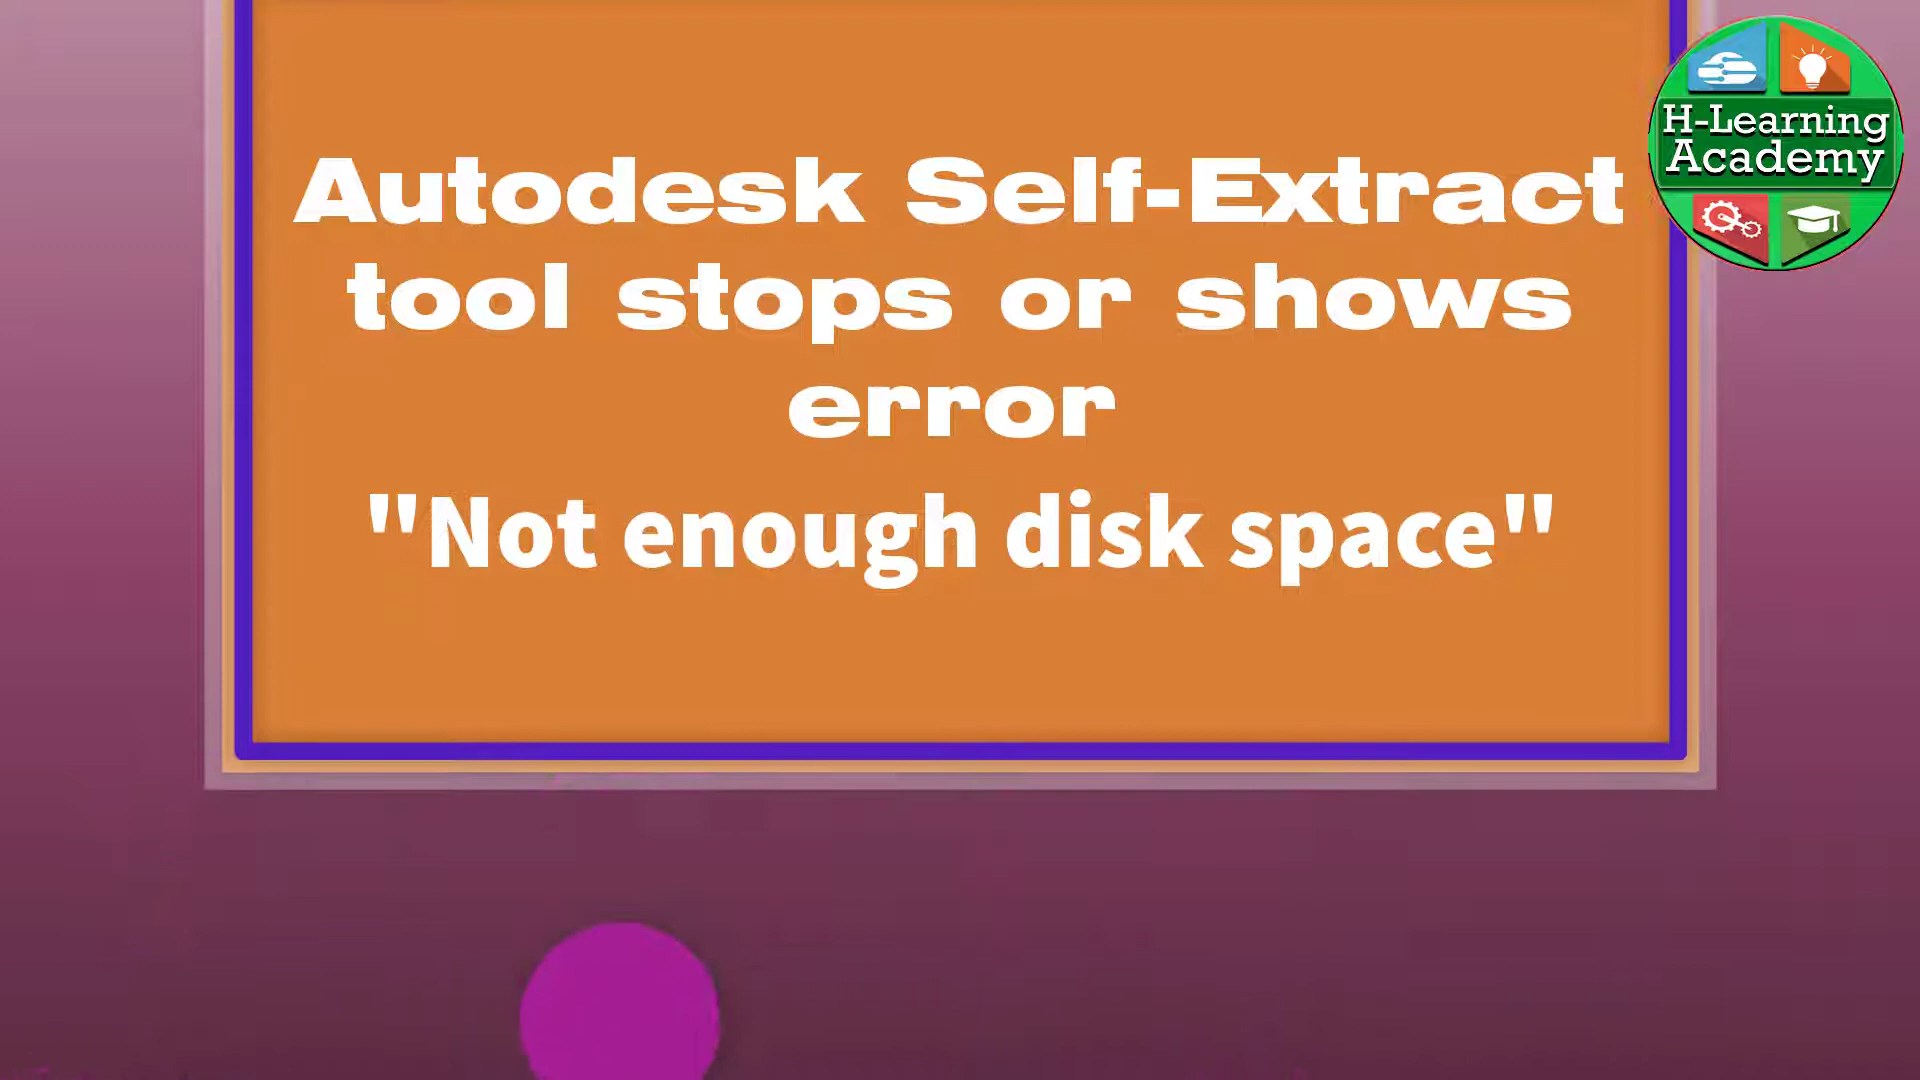 Autodesk Self-Extract
tool stops or shows
error
"Not enough disk space"
H-Learning
Academy